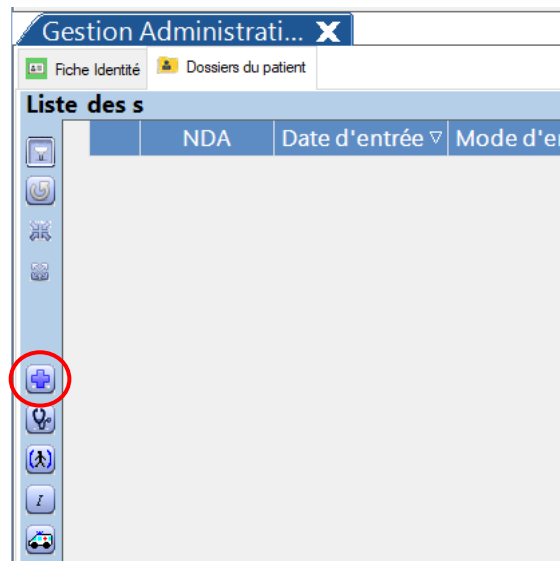 Gestion Administrati... X
Fiche Identité Dossiers du patient
Liste des s
NDA Date d'entrée Mode d'e
I